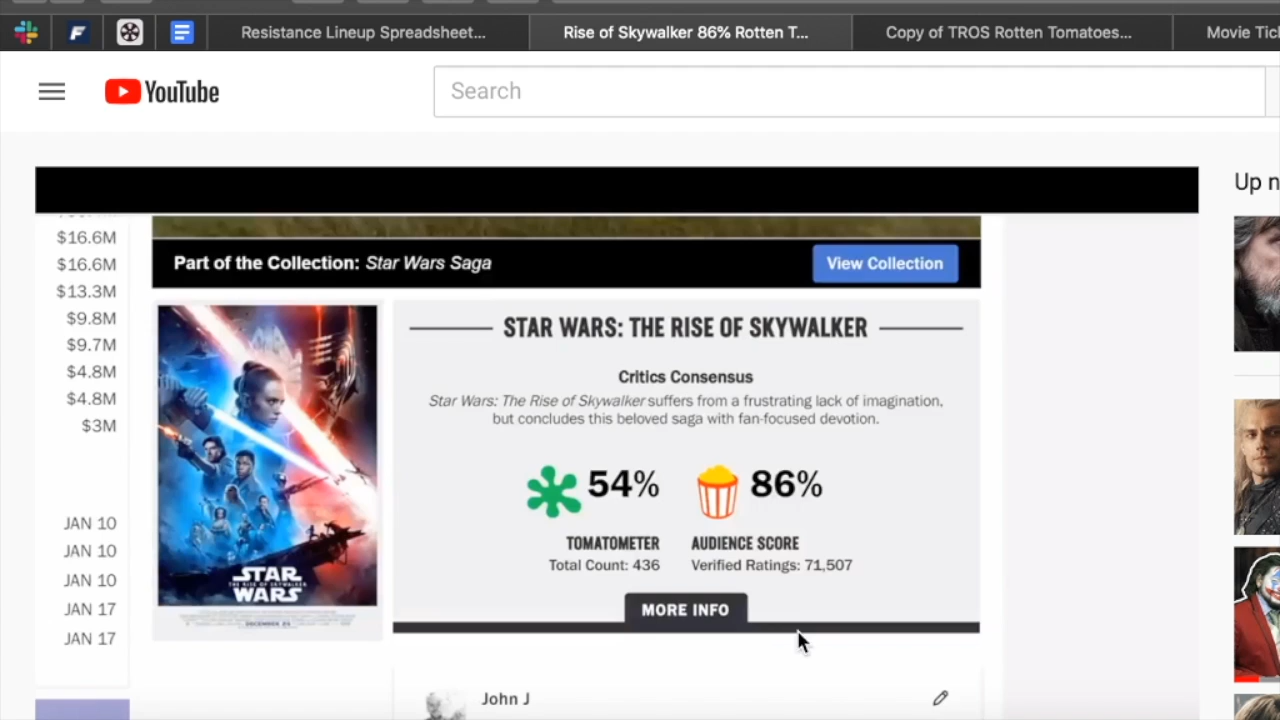 Resistance Lineup Spreadsheet...
Rise of Skywalker 86% Rotten T...
Copy of TROS Rotten Tomatoes...
Movie Tic
YouTube
Search
Up n
$16.6M
$16.6M
$13.3M
$9.8M
$9.7M
$4.8M
$4.8M
$3M
JAN 10
JAN 10
JAN 10
JAN 17
JAN 17
Part of the Collection: Star Wars Saga
View Collection
STAR
THE RISE OF SKYWALKER
WARS
STAR WARS: THE RISE OF SKYWALKER
Critics Consensus
Star Wars: The Rise of Skywalker suffers from a frustrating lack of imagination,
but concludes this beloved saga with fan-focused devotion.
54%
86%
TOMATOMETER
AUDIENCE SCORE
Total Count: 436
Verified Ratings: 71,507
MORE INFO
John J